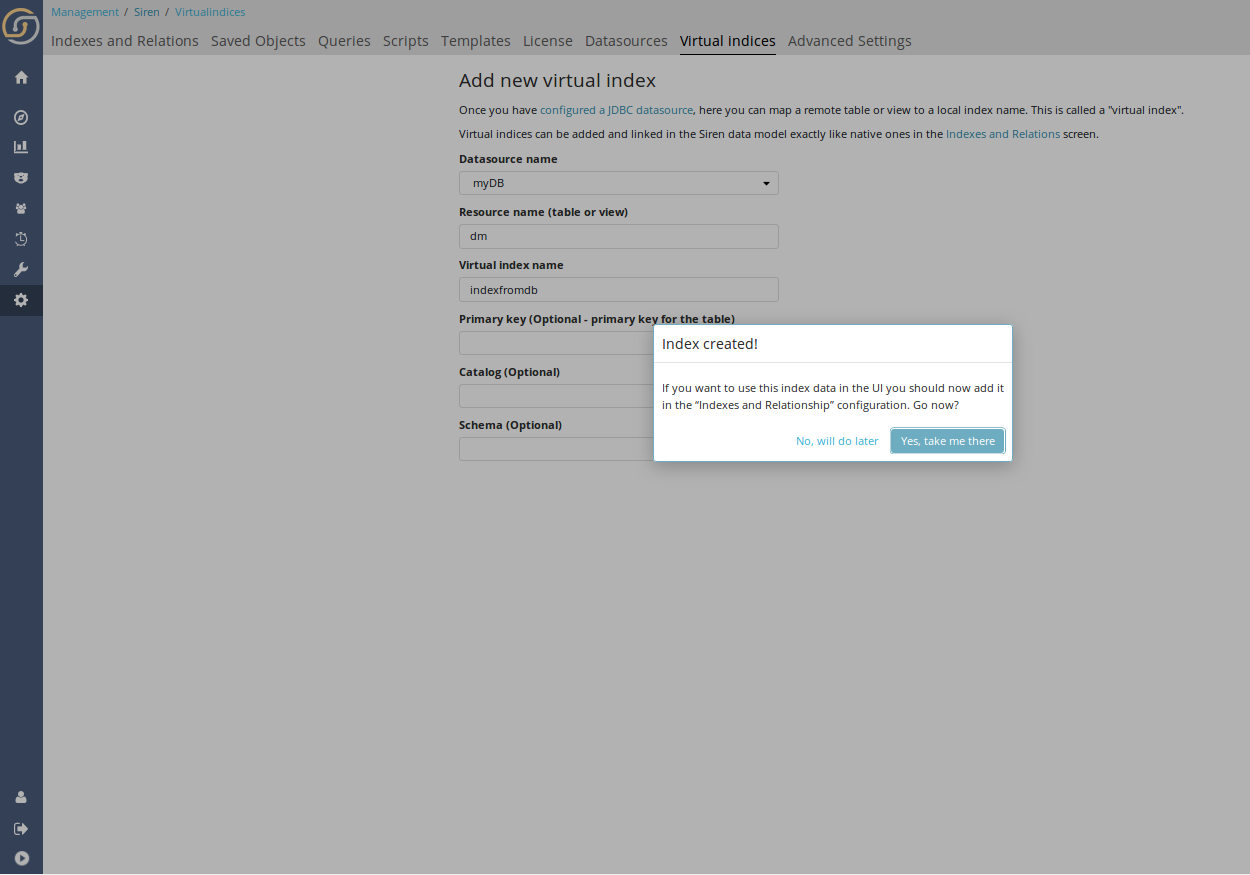 Management / Siren / Virtualindices
Indexes and Relations Saved Objects Queries Scripts Templates License Datasources Virtual indices Advanced Settings
Add new virtual index
Once you have configured a JDBC datasource, here you can map a remote table or view to a local index name. This is called a "virtual index".
Virtual indices can be added and linked in the Siren data model exactly like native ones in the Indexes and Relations screen.
Datasource name
myDB
Resource name (table or view)
dm
Virtual index name
indexfromdb
Primary key (Optional - primary key for the table)
Catalog (Optional)
Schema (Optional)
Index created!
If you want to use this index data in the UI you should now add it
in the “Indexes and Relationship” configuration. Go now?
No, will do later Yes, take me there